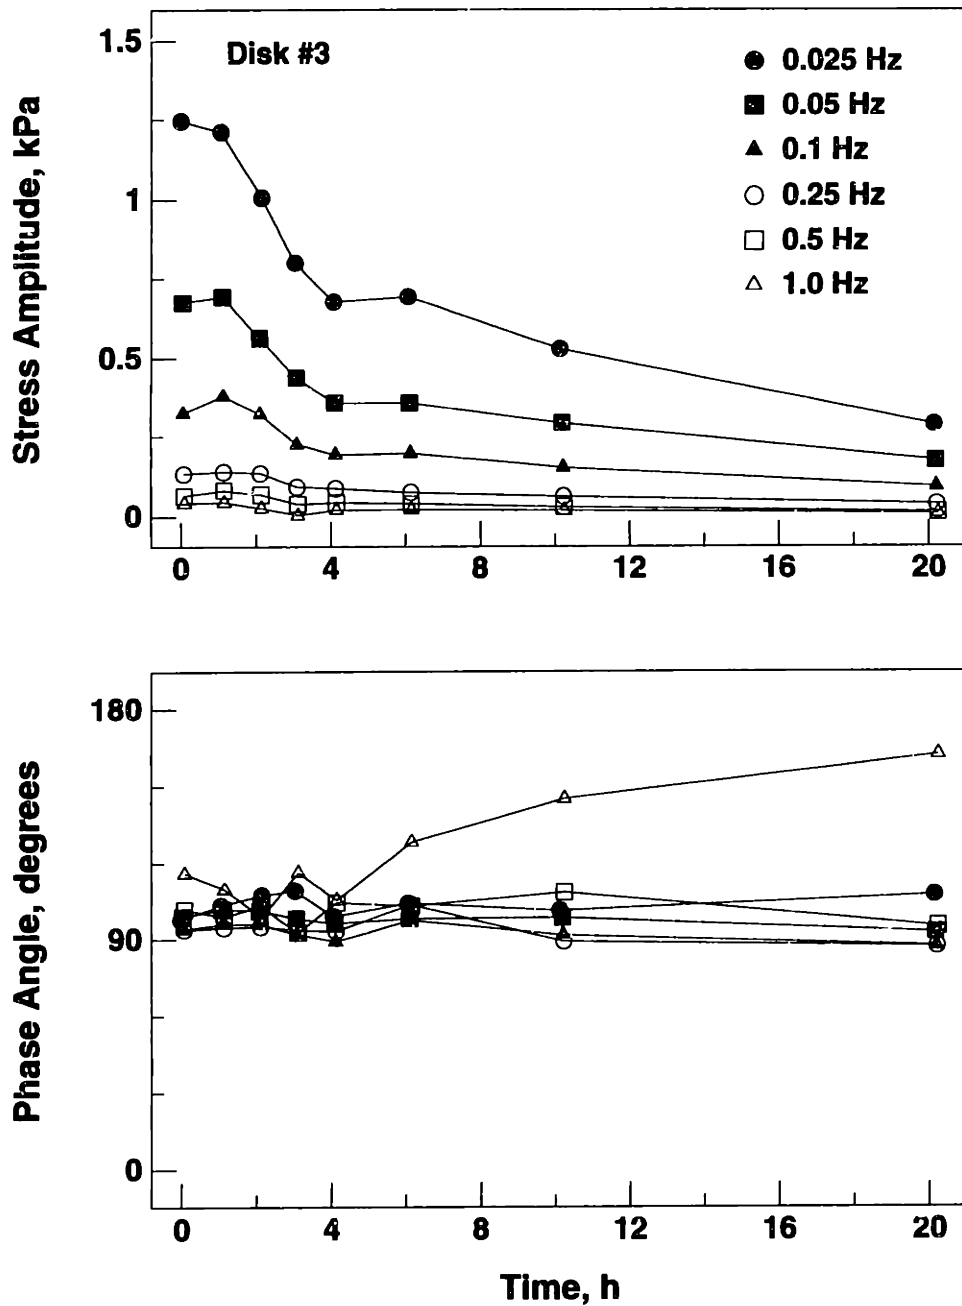 Disk #3
0.025 Hz
0.05 Hz
0.1 Hz
0.25 Hz
0.5 Hz
1.0 Hz
Stress Amplitude, kPa
1.5
1
0.5
0
0 4 8 12 16 20
Phase Angle, degrees
180
90
0
0 4 8 12 16 20
Time, h